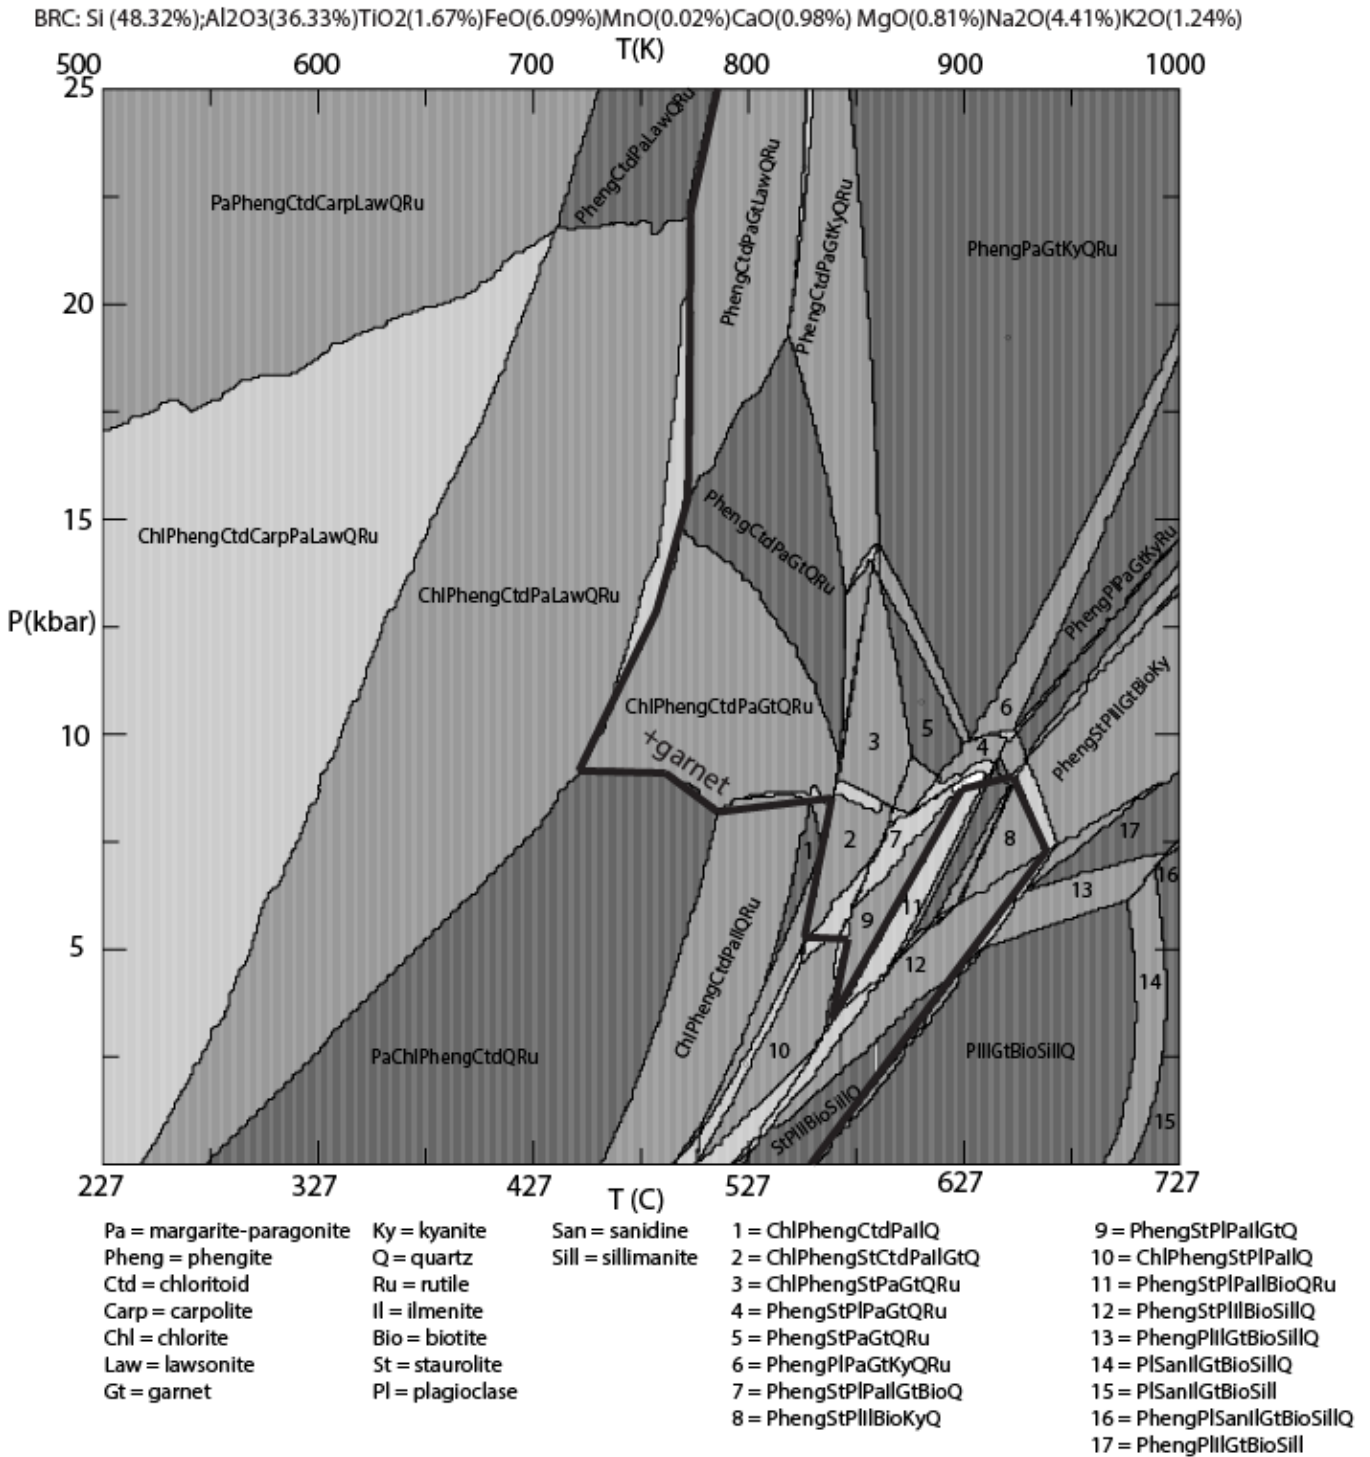 BRC: Si (48.32%);Al2O3(36.33%)TiO2(1.67%)FeO(6.09%)MnO(0.02%)CaO(0.98%) MgO(0.81%)Na2O(4.41%)K2O(1.24%)
T(K)
500 600 700 800 900 1000
25
PhengCtdPaLawQRu
PaPhengCtdCarpLawQRu
PhengCtdPaGtLawQRu
PhengCtdPaGtKyQRu
PhengPaGtKyQRu
20
15
PhengCtdPaGtQRu
ChlPhengCtdCarpPaLawQRu
ChlPhengCtdPaLawQRu
PhengPlPaGtKyRu
P(kbar)
PhengStPlIlGtBioKy
ChlPhengCtdPaGtQRu
6
5
3
4
10
+garnet
17
1
2
7
8
16
13
9
11
5
12
14
ChlPhengCtdPaIlQRu
10
PaChlPhengCtdQRu
PlIlGtBioSillQ
StPlIlBioSillQ
15
227 327 427 527 627 727
T (C)
Pa = margarite-paragonite
Pheng = phengite
Ctd = chloritoid
Carp = carpolite
Chl = chlorite
Law = lawsonite
Gt = garnet
Ky = kyanite
Q = quartz
Ru = rutile
Il = ilmenite
Bio = biotite
St = staurolite
Pl = plagioclase
San = sanidine
Sill = sillimanite
1 = ChlPhengCtdPaIlQ
2 = ChlPhengStCtdPaIlGtQ
3 = ChlPhengStPaGtQRu
4 = PhengStPlPaGtQRu
5 = PhengStPaGtQRu
6 = PhengPlPaGtKyQRu
7 = PhengStPlPaIlGtBioQ
8 = PhengStPlIlBioKyQ
9 = PhengStPlPaIlGtQ
10 = ChlPhengStPlPaIlQ
11 = PhengStPlPaIlBioQRu
12 = PhengStPlIlBioSillQ
13 = PhengPlIlGtBioSillQ
14 = PlSanIlGtBioSillQ
15 = PlSanIlGtBioSill
16 = PhengPlSanIlGtBioSillQ
17 = PhengPlIlGtBioSill